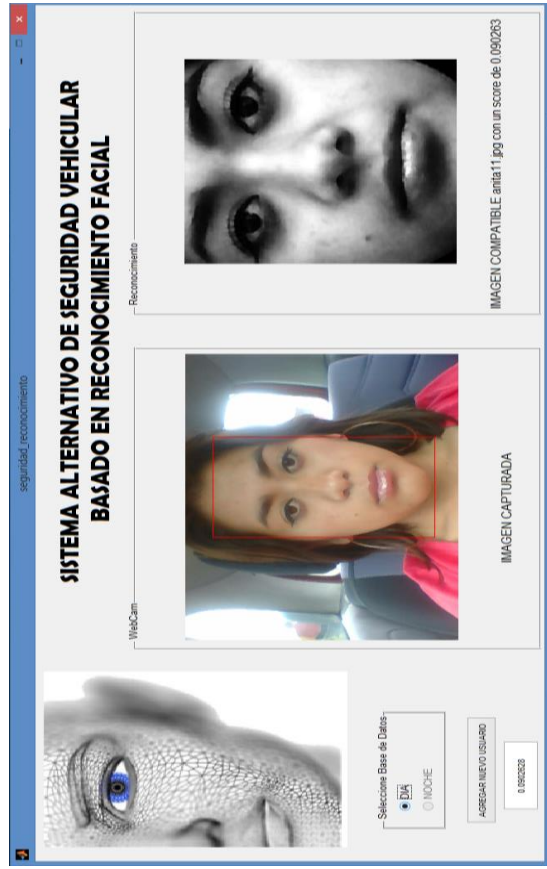 seguridad_reconocimiento
SISTEMA ALTERNATIVO DE SEGURIDAD VEHICULAR
BASADO EN RECONOCIMIENTO FACIAL
WebCam
IMAGEN CAPTURADA
Reconocimiento
IMAGEN COMPATIBLE anita11.jpg con un score de 0.090263
Seleccione Base de Datos
DIA
NOCHE
AGREGAR NUEVO USUARIO
0.0902628